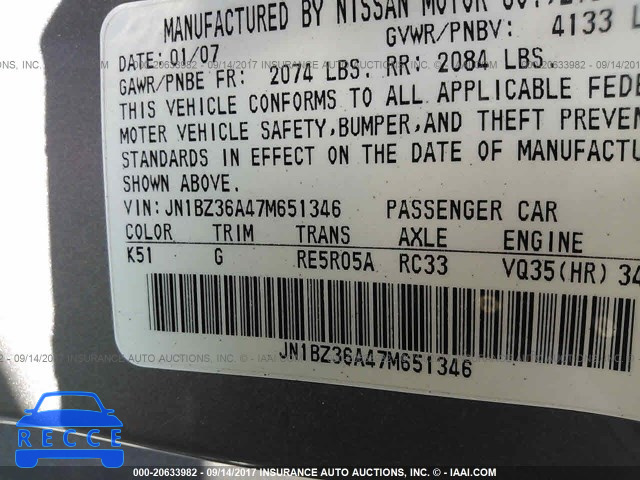 MANUFACTURED BY NISSAN MOTOR
DATE: 01/07 GVWR/PNBV: 4133
GAWR/PNBE FR: 2074 LBS. RR: 2084 LBS.
THIS VEHICLE CONFORMS TO ALL APPLICABLE FEDE
MOTER VEHICLE SAFETY,BUMPER,AND THEFT PREVEN
STANDARDS IN EFFECT ON THE DATE OF MANUFACTU
SHOWN ABOVE.
VIN:JN1BZ36A47M651346 PASSENGER CAR
COLOR TRIM TRANS AXLE ENGINE
K51 G RE5R05A RC33 VQ35(HR) 34
JN1BZ36A47M651346
RECCE
000-20633982 - 09/14/2017 INSURANCE AUTO AUCTIONS, INC. © - IAAI.COM